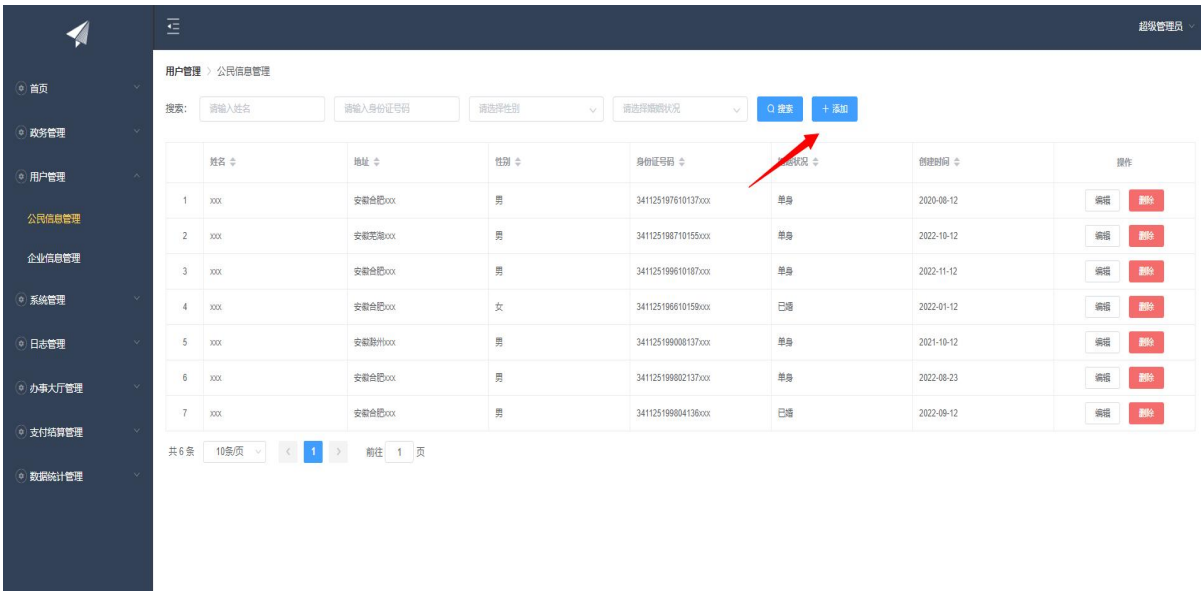 超级管理员
首页
政务管理
用户管理
公民信息管理
企业信息管理
系统管理
日志管理
办事大厅管理
支付结算管理
数据统计管理
用户管理 > 公民信息管理
搜索: 请输入姓名 请输入身份证号码 请选择性别 请选择婚姻状况 搜索 + 添加
姓名 地址 性别 身份证号码 状况 创建时间 操作
1 xxx 安徽合肥xxx 男 341125197610137xxx 单身 2020-08-12 编辑 删除
2 xxx 安徽芜湖xxx 男 341125198710155xxx 单身 2022-10-12 编辑 删除
3 xxx 安徽合肥xxx 男 341125199610187xxx 单身 2022-11-12 编辑 删除
4 xxx 安徽合肥xxx 女 341125196610159xxx 已婚 2022-01-12 编辑 删除
5 xxx 安徽滁州xxx 男 341125199008137xxx 单身 2021-10-12 编辑 删除
6 xxx 安徽合肥xxx 男 341125199802137xxx 单身 2022-08-23 编辑 删除
7 xxx 安徽合肥xxx 男 341125199804136xxx 已婚 2022-09-12 编辑 删除
共 6 条 10条/页 < 1 > 前往 1 页